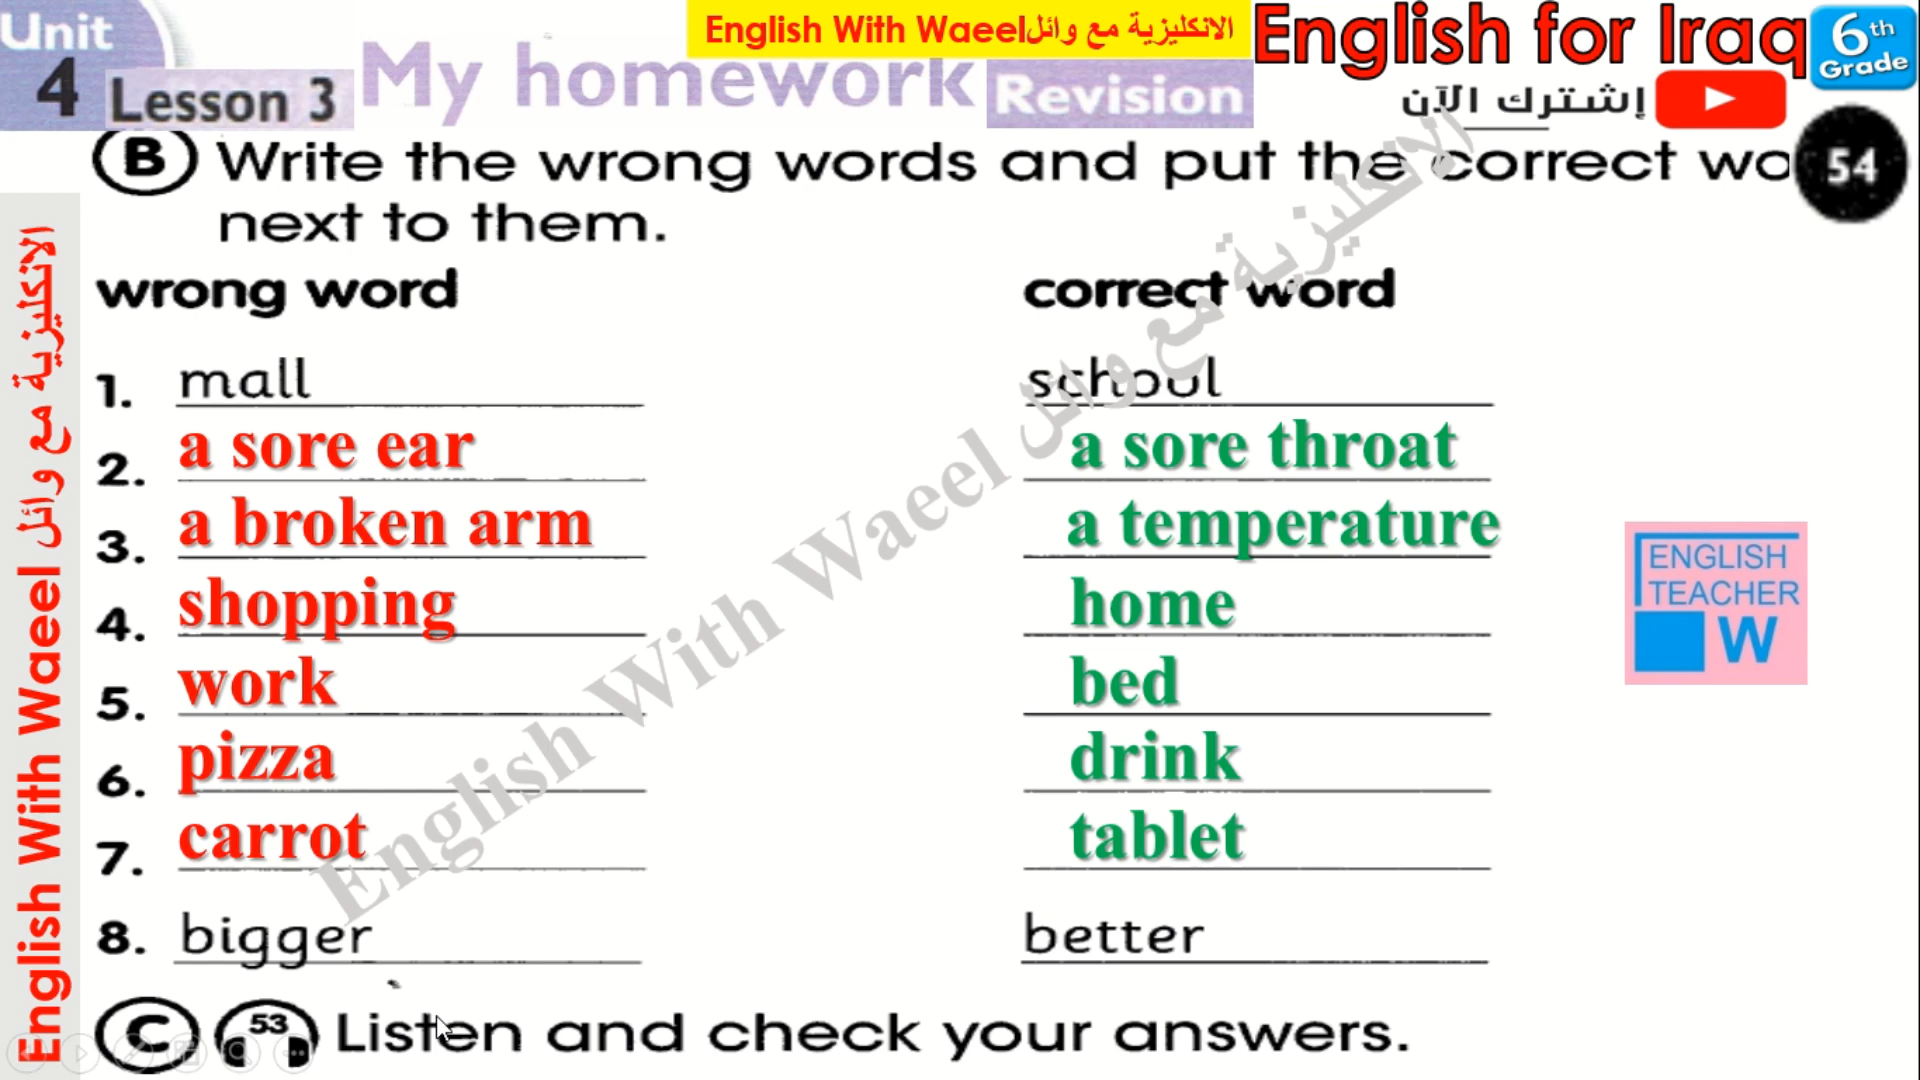 Unit
4
Lesson 3
My homework
Revision
English With Waeelالانكليزية مع وائل
English for Iraq
6th
Grade
إشترك الآن
54
B Write the wrong words and put the correct wo
next to them.
wrong word correct word
1. mall school
2. a sore ear a sore throat
3. a broken arm a temperature
4. shopping home
5. work bed
6. pizza drink
7. carrot tablet
8. bigger better
C 53 Listen and check your answers.
English With Waeel الانكليزية مع وائل
English With Waeel الانكليزية مع وائل
ENGLISH
TEACHER
W